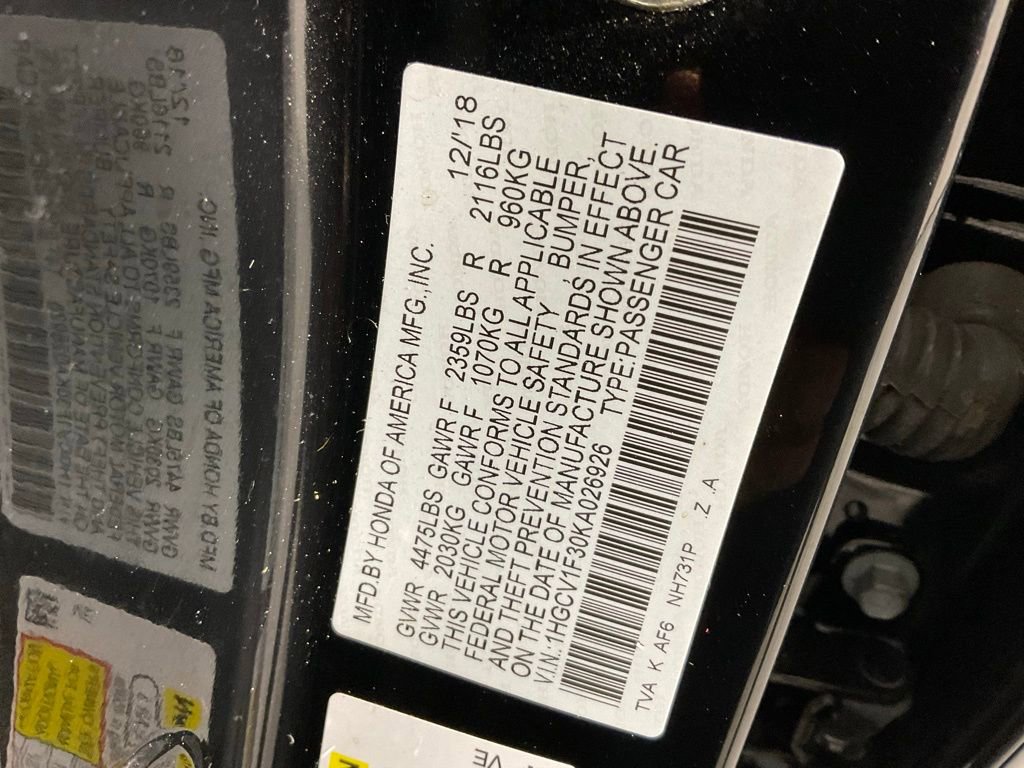 MFD.BY HONDA OF AMERICA MFG.,INC. 12/'18
GVWR 4475LBS GAWR F 2359LBS R 2116LBS
GVWR 2030KG GAWR F 1070KG R 960KG
THIS VEHICLE CONFORMS TO ALL APPLICABLE
FEDERAL MOTOR VEHICLE SAFETY, BUMPER,
AND THEFT PREVENTION STANDARDS IN EFFECT
ON THE DATE OF MANUFACTURE SHOWN ABOVE.
V.I.N.:1HGCV1F30KA026926 TYPE:PASSENGER CAR
TVA K AF6 NH731P .Z .A
VE